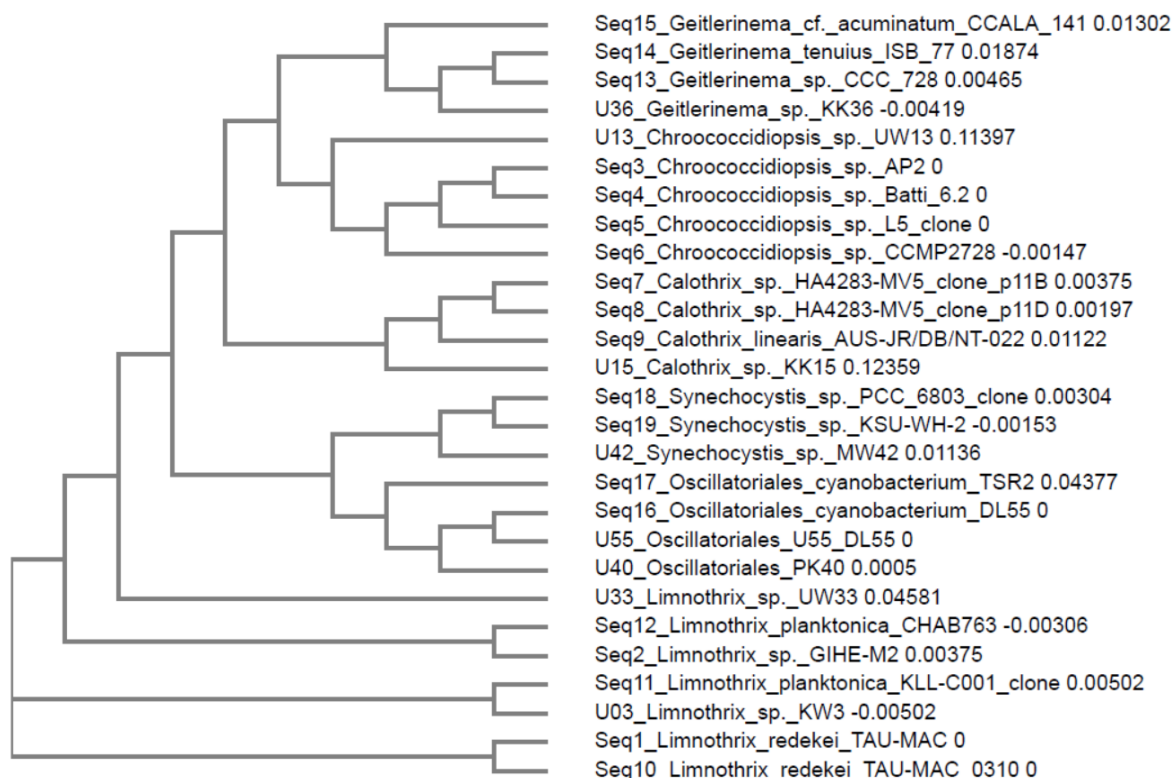 Seq15_Geitlerinema_cf._acuminatum_CCALA_141 0.01302
Seq14_Geitlerinema_tenuius_ISB_77 0.01874
Seq13_Geitlerinema_sp._CCC_728 0.00465
U36_Geitlerinema_sp._KK36 -0.00419
U13_Chroococcidiopsis_sp._UW13 0.11397
Seq3_Chroococcidiopsis_sp._AP2 0
Seq4_Chroococcidiopsis_sp._Batti_6.2 0
Seq5_Chroococcidiopsis_sp._L5_clone 0
Seq6_Chroococcidiopsis_sp._CCMP2728 -0.00147
Seq7_Calothrix_sp._HA4283-MV5_clone_p11B 0.00375
Seq8_Calothrix_sp._HA4283-MV5_clone_p11D 0.00197
Seq9_Calothrix_linearis_AUS-JR/DB/NT-022 0.01122
U15_Calothrix_sp._KK15 0.12359
Seq18_Synechocystis_sp._PCC_6803_clone 0.00304
Seq19_Synechocystis_sp._KSU-WH-2 -0.00153
U42_Synechocystis_sp._MW42 0.01136
Seq17_Oscillatoriales_cyanobacterium_TSR2 0.04377
Seq16_Oscillatoriales_cyanobacterium_DL55 0
U55_Oscillatoriales_U55_DL55 0
U40_Oscillatoriales_PK40 0.0005
U33_Limnothrix_sp._UW33 0.04581
Seq12_Limnothrix_planktonica_CHAB763 -0.00306
Seq2_Limnothrix_sp._GIHE-M2 0.00375
Seq11_Limnothrix_planktonica_KLL-C001_clone 0.00502
U03_Limnothrix_sp._KW3 -0.00502
Seq1_Limnothrix_redekei_TAU-MAC 0
Seq10_Limnothrix_redekei_TAU-MAC_0310 0